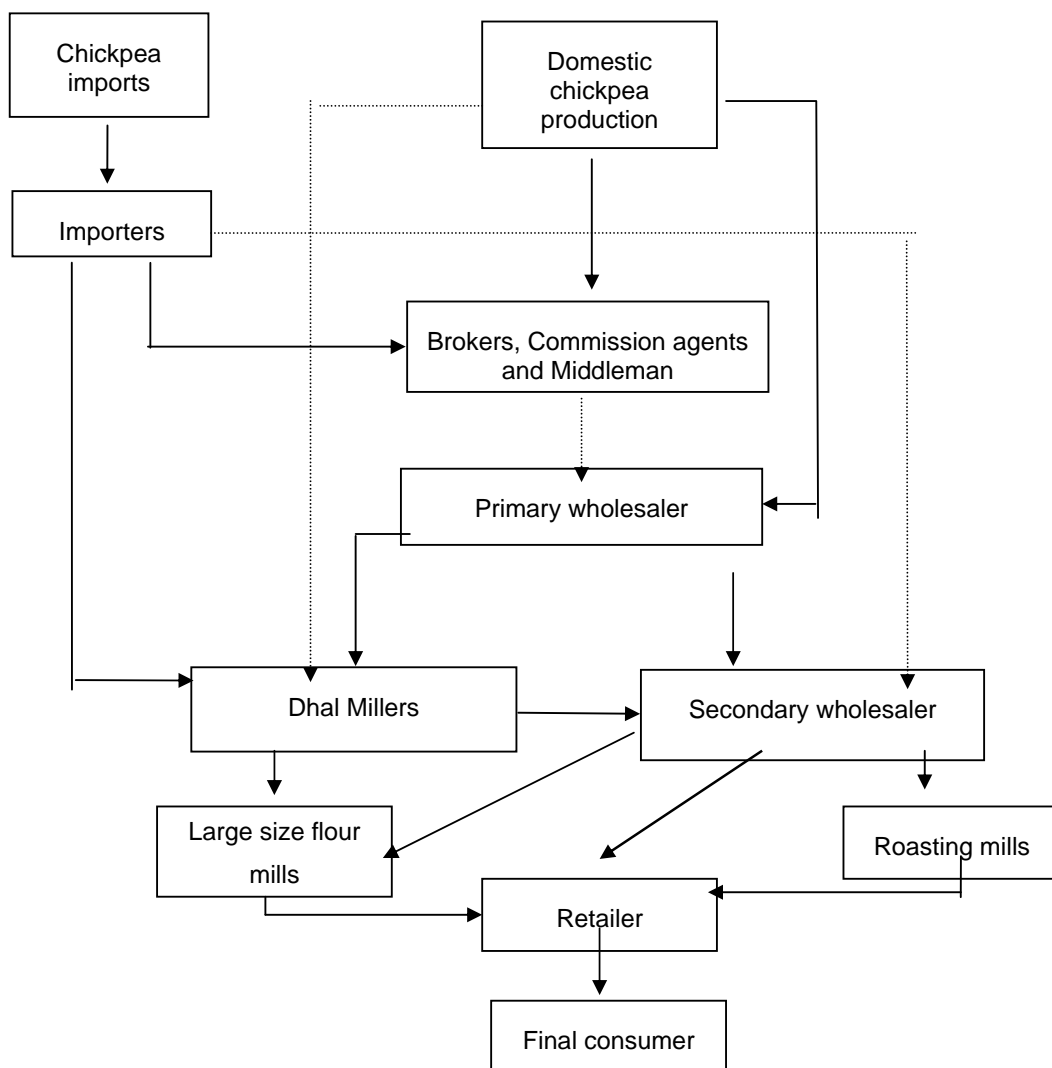 Chickpea
imports
Domestic
chickpea
production
Importers
Brokers, Commission agents
and Middleman
Primary wholesaler
Dhal Millers
Secondary wholesaler
Large size flour
mills
Roasting mills
Retailer
Final consumer